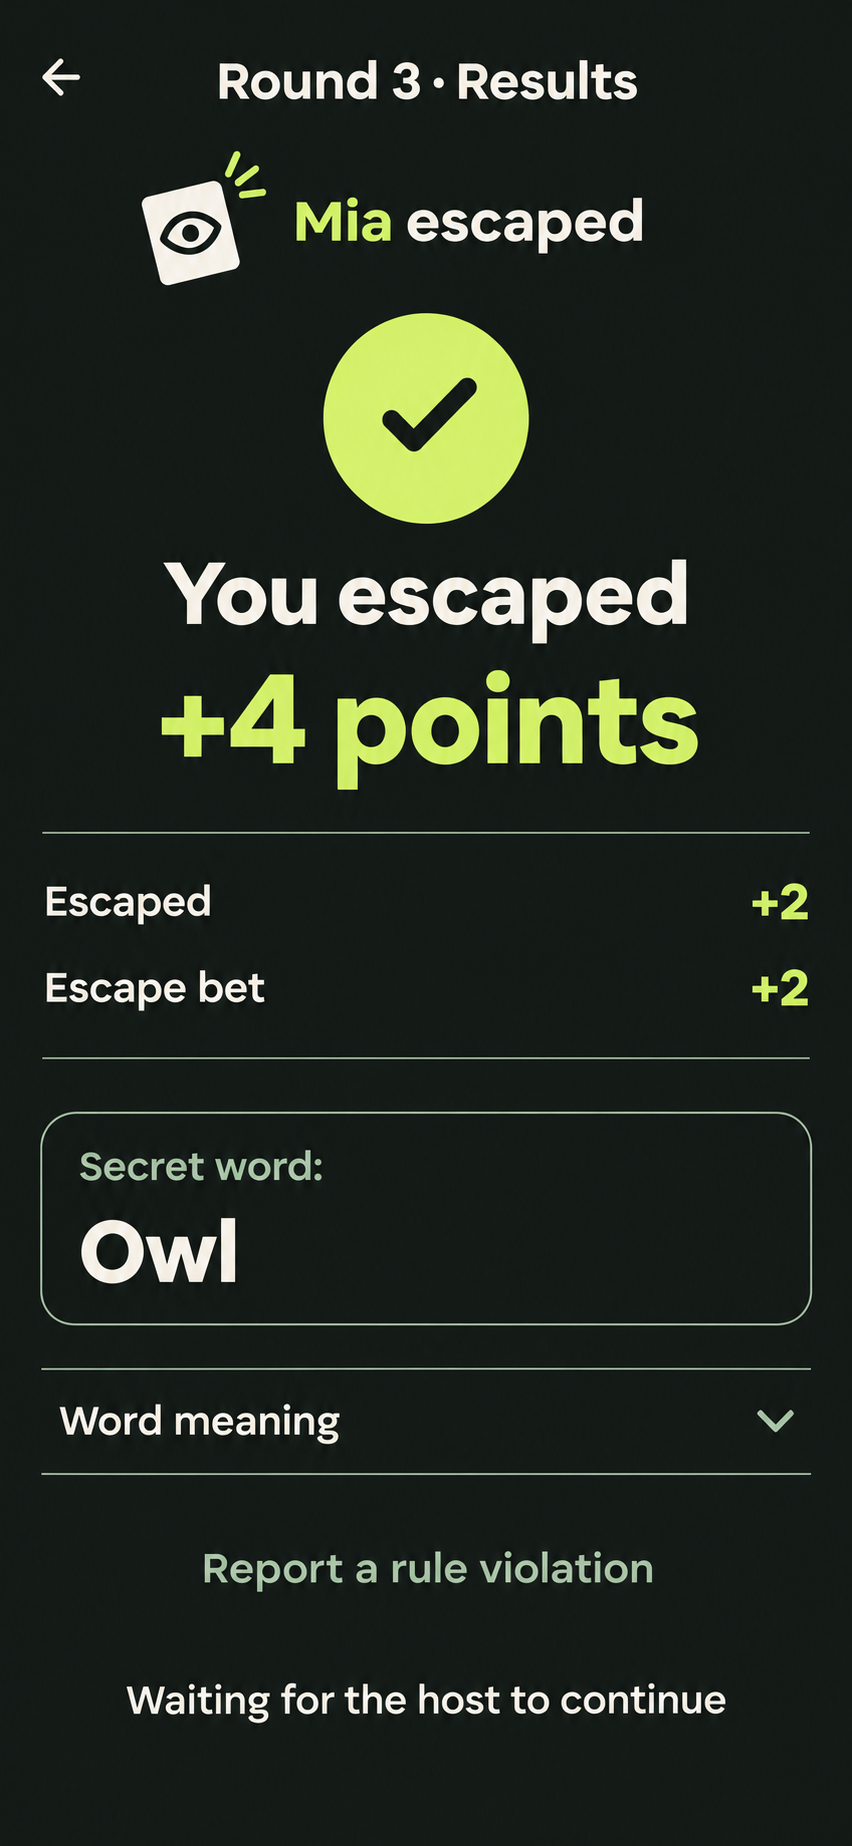 Round 3 · Results
Mia escaped
You escaped
+4 points
Escaped +2
Escape bet +2
Secret word:
Owl
Word meaning
Report a rule violation
Waiting for the host to continue